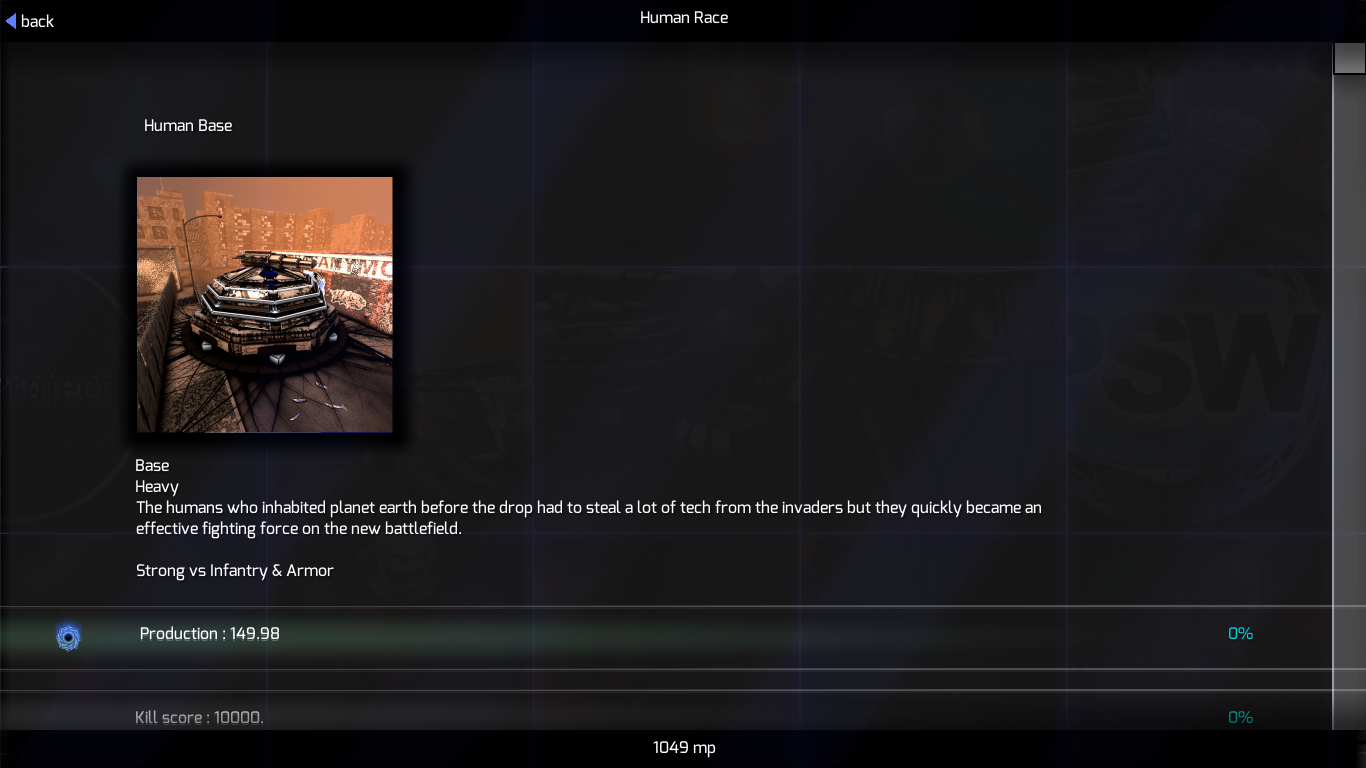 back
Human Race
Human Base
Base
Heavy
The humans who inhabited planet earth before the drop had to steal a lot of tech from the invaders but they quickly became an
effective fighting force on the new battlefield.
Strong vs Infantry & Armor
Production : 149.98
0%
Kill score : 10000.
0%
1049 mp
PSW